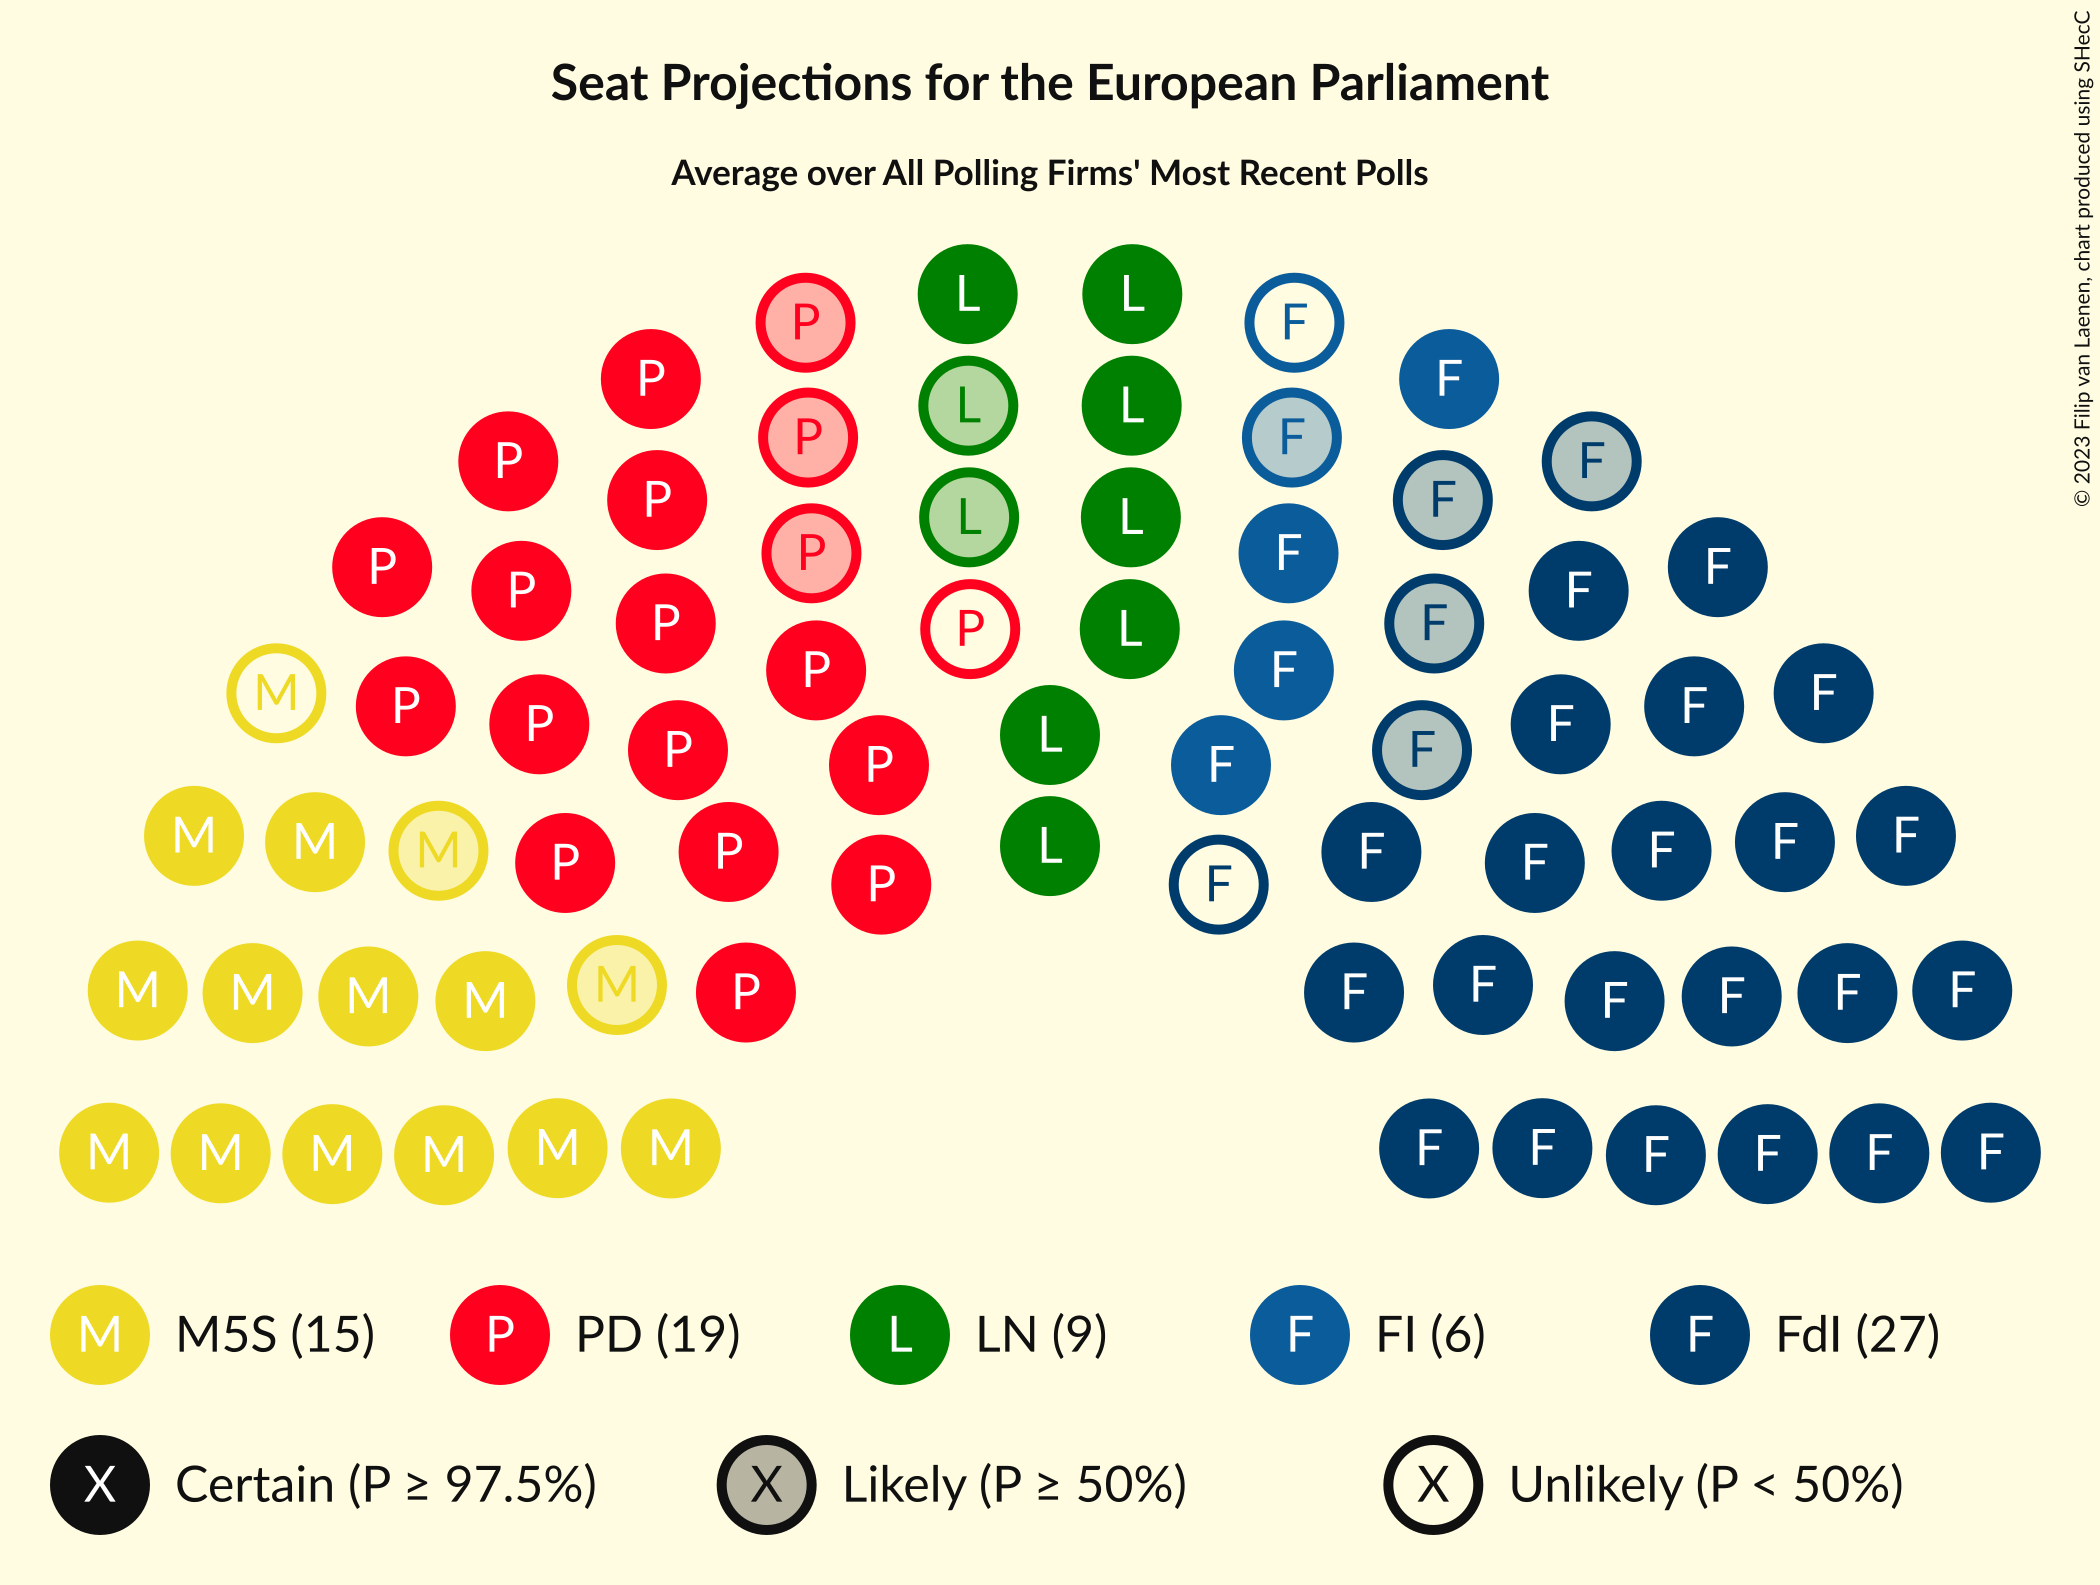 Seat Projections for the European Parliament
Average over All Polling Firms' Most Recent Polls
© 2023 Filip van Laenen, chart produced using SHecC
L L
P F
P F
L L
P F
P F
P F
L L
P F
P F
P F
P F
P F
P L F
M F
P F
P F
P F
L
P F
M M M P P L F F F F F
P F
M M M M M P F F F F F F
M M M M M M F F F F F F
M M5S (15) P PD (19) L LN (9) F FI (6) F FdI (27)
X Certain (P ≥ 97.5%) X Likely (P ≥ 50%) X Unlikely (P < 50%)